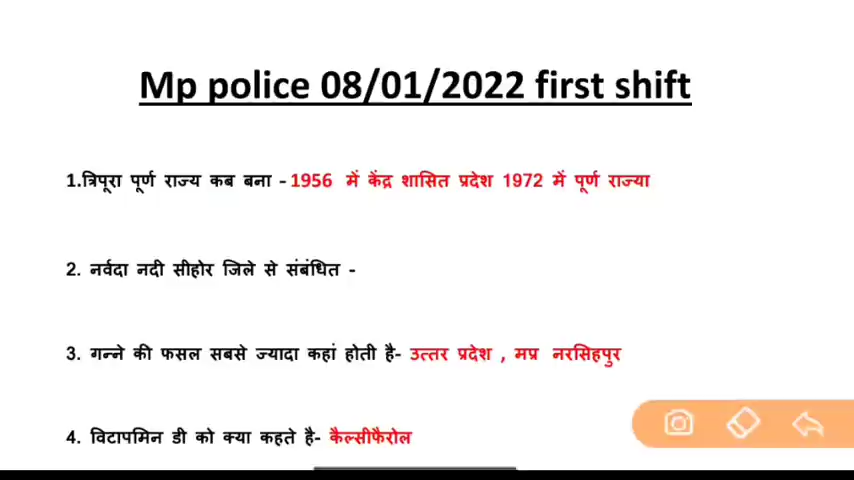 Mp police 08/01/2022 first shift
1.त्रिपूरा पूर्ण राज्य कब बना - 1956 में केंद्र शासित प्रदेश 1972 में पूर्ण राज्या
2. नर्वदा नदी सीहोर जिले से संबंधित -
3. गन्ने की फसल सबसे ज्यादा कहां होती है- उत्तर प्रदेश , मप्र नरसिहपुर
4. विटापमिन डी को क्या कहते है- कैल्सीफैरोल